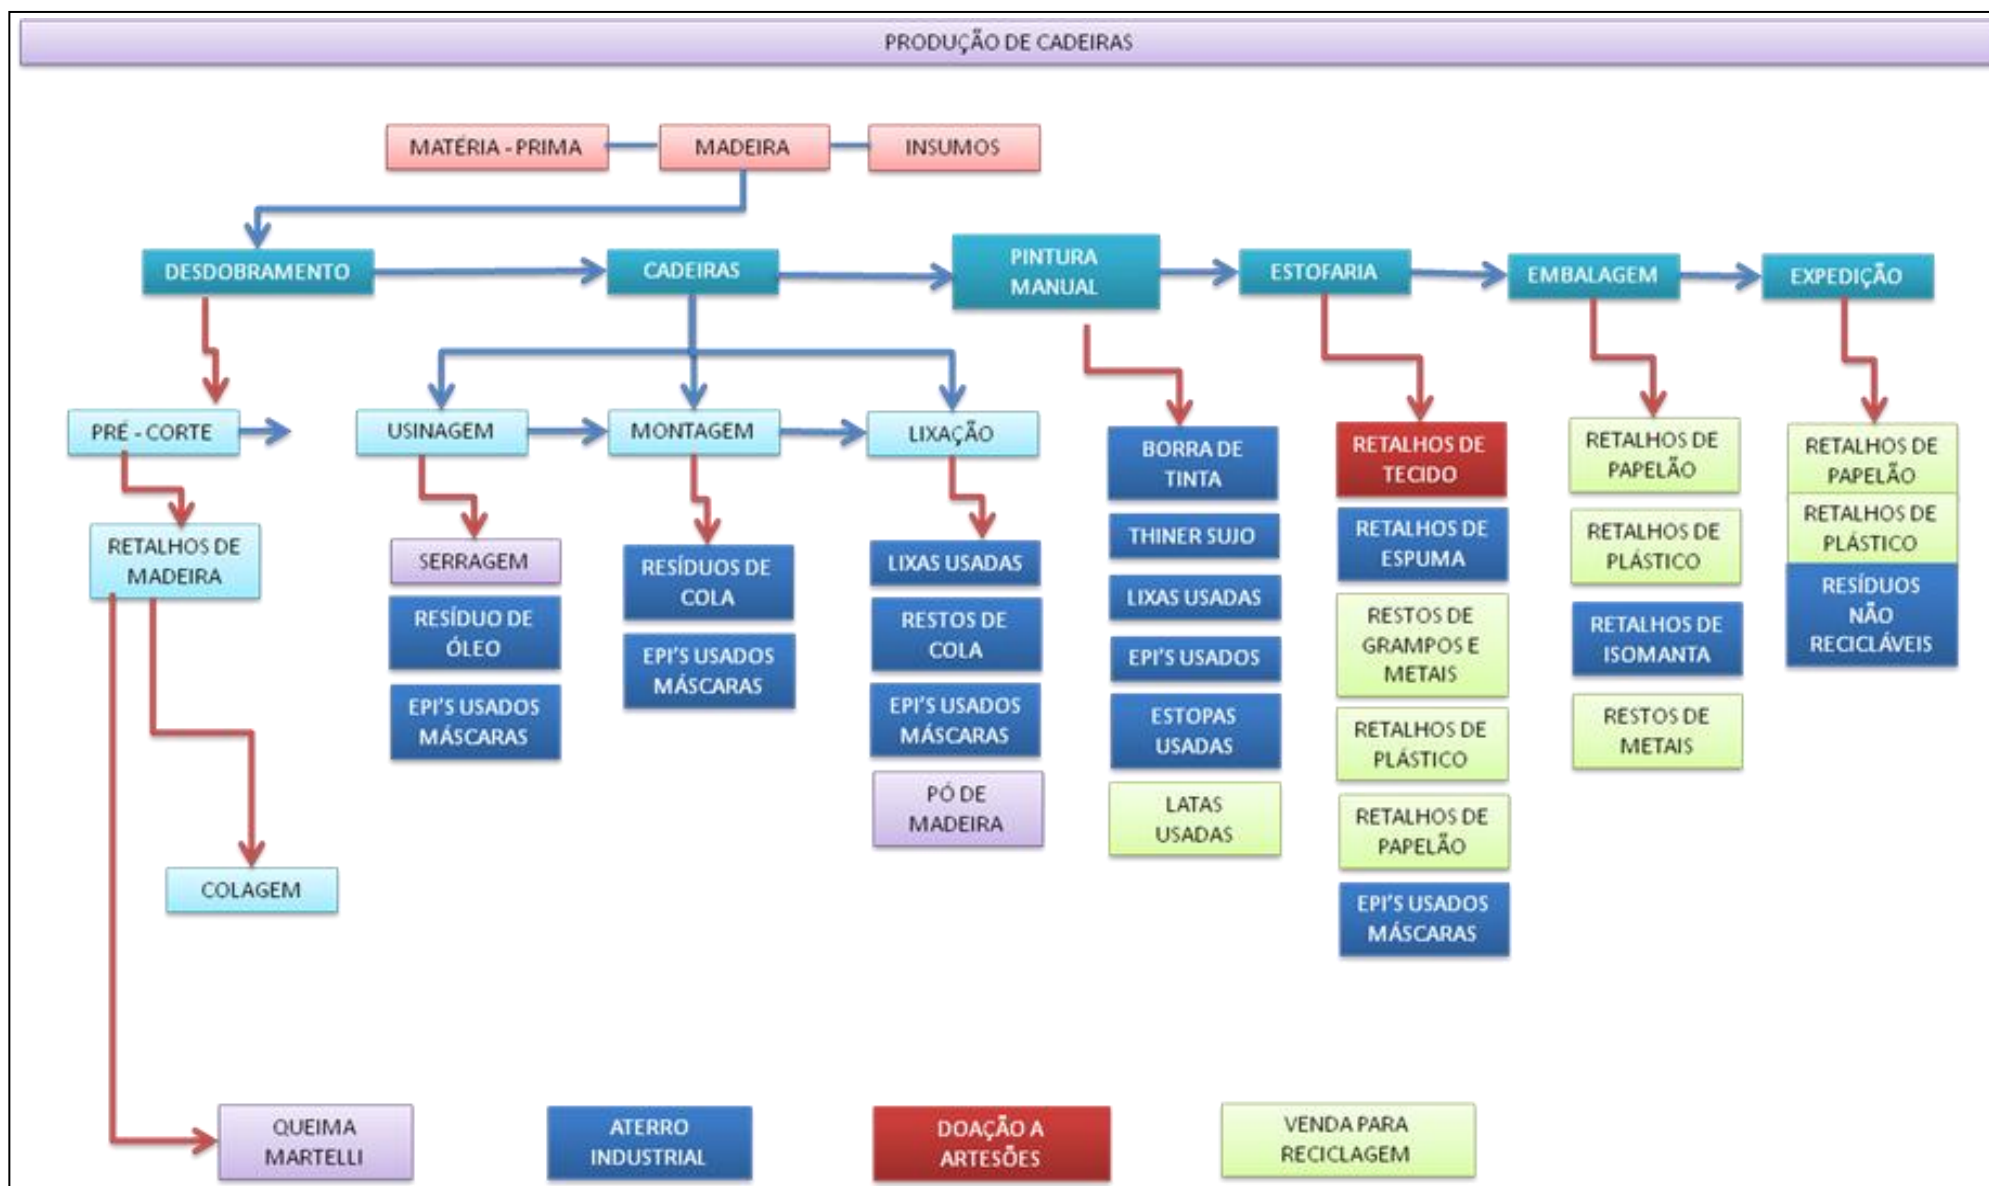 PRODUÇÃO DE CADEIRAS
MATÉRIA - PRIMA
MADEIRA
INSUMOS
DESDOBRAMENTO
CADEIRAS
PINTURA
MANUAL
ESTOFARIA
EMBALAGEM
EXPEDIÇÃO
PRÉ - CORTE
USINAGEM
MONTAGEM
LIXAÇÃO
RETALHOS DE
MADEIRA
COLAGEM
SERRAGEM
RESÍDUO DE
ÓLEO
EPI'S USADOS
MÁSCARAS
RESÍDUOS DE
COLA
EPI'S USADOS
MÁSCARAS
LIXAS USADAS
RESTOS DE
COLA
EPI'S USADOS
MÁSCARAS
PÓ DE
MADEIRA
BORRA DE
TINTA
THINER SUJO
LIXAS USADAS
EPI'S USADOS
ESTOPAS
USADAS
LATAS
USADAS
RETALHOS DE
TECIDO
RETALHOS DE
ESPUMA
RESTOS DE
GRAMPOS E
METAIS
RETALHOS DE
PLÁSTICO
RETALHOS DE
PAPELÃO
EPI'S USADOS
MÁSCARAS
RETALHOS DE
PAPELÃO
RETALHOS DE
PLÁSTICO
RETALHOS DE
ISOMANTA
RESTOS DE
METAIS
RETALHOS DE
PAPELÃO
RETALHOS DE
PLÁSTICO
RESÍDUOS
NÃO
RECICLÁVEIS
QUEIMA
MARTELLI
ATERRO
INDUSTRIAL
DOAÇÃO A
ARTESÕES
VENDA PARA
RECICLAGEM